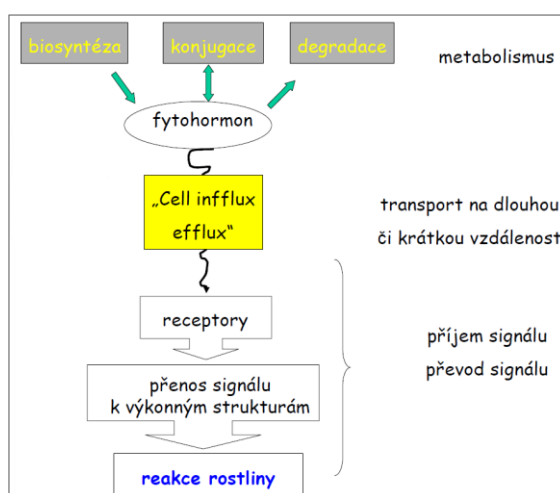 biosyntéza konjugace degradace
metabolismus
fytohormon
„Cell infflux
efflux“
transport na dlouhou
či krátkou vzdálenost
receptory
příjem signálu
převod signálu
přenos signálu
k výkonným strukturám
reakce rostliny